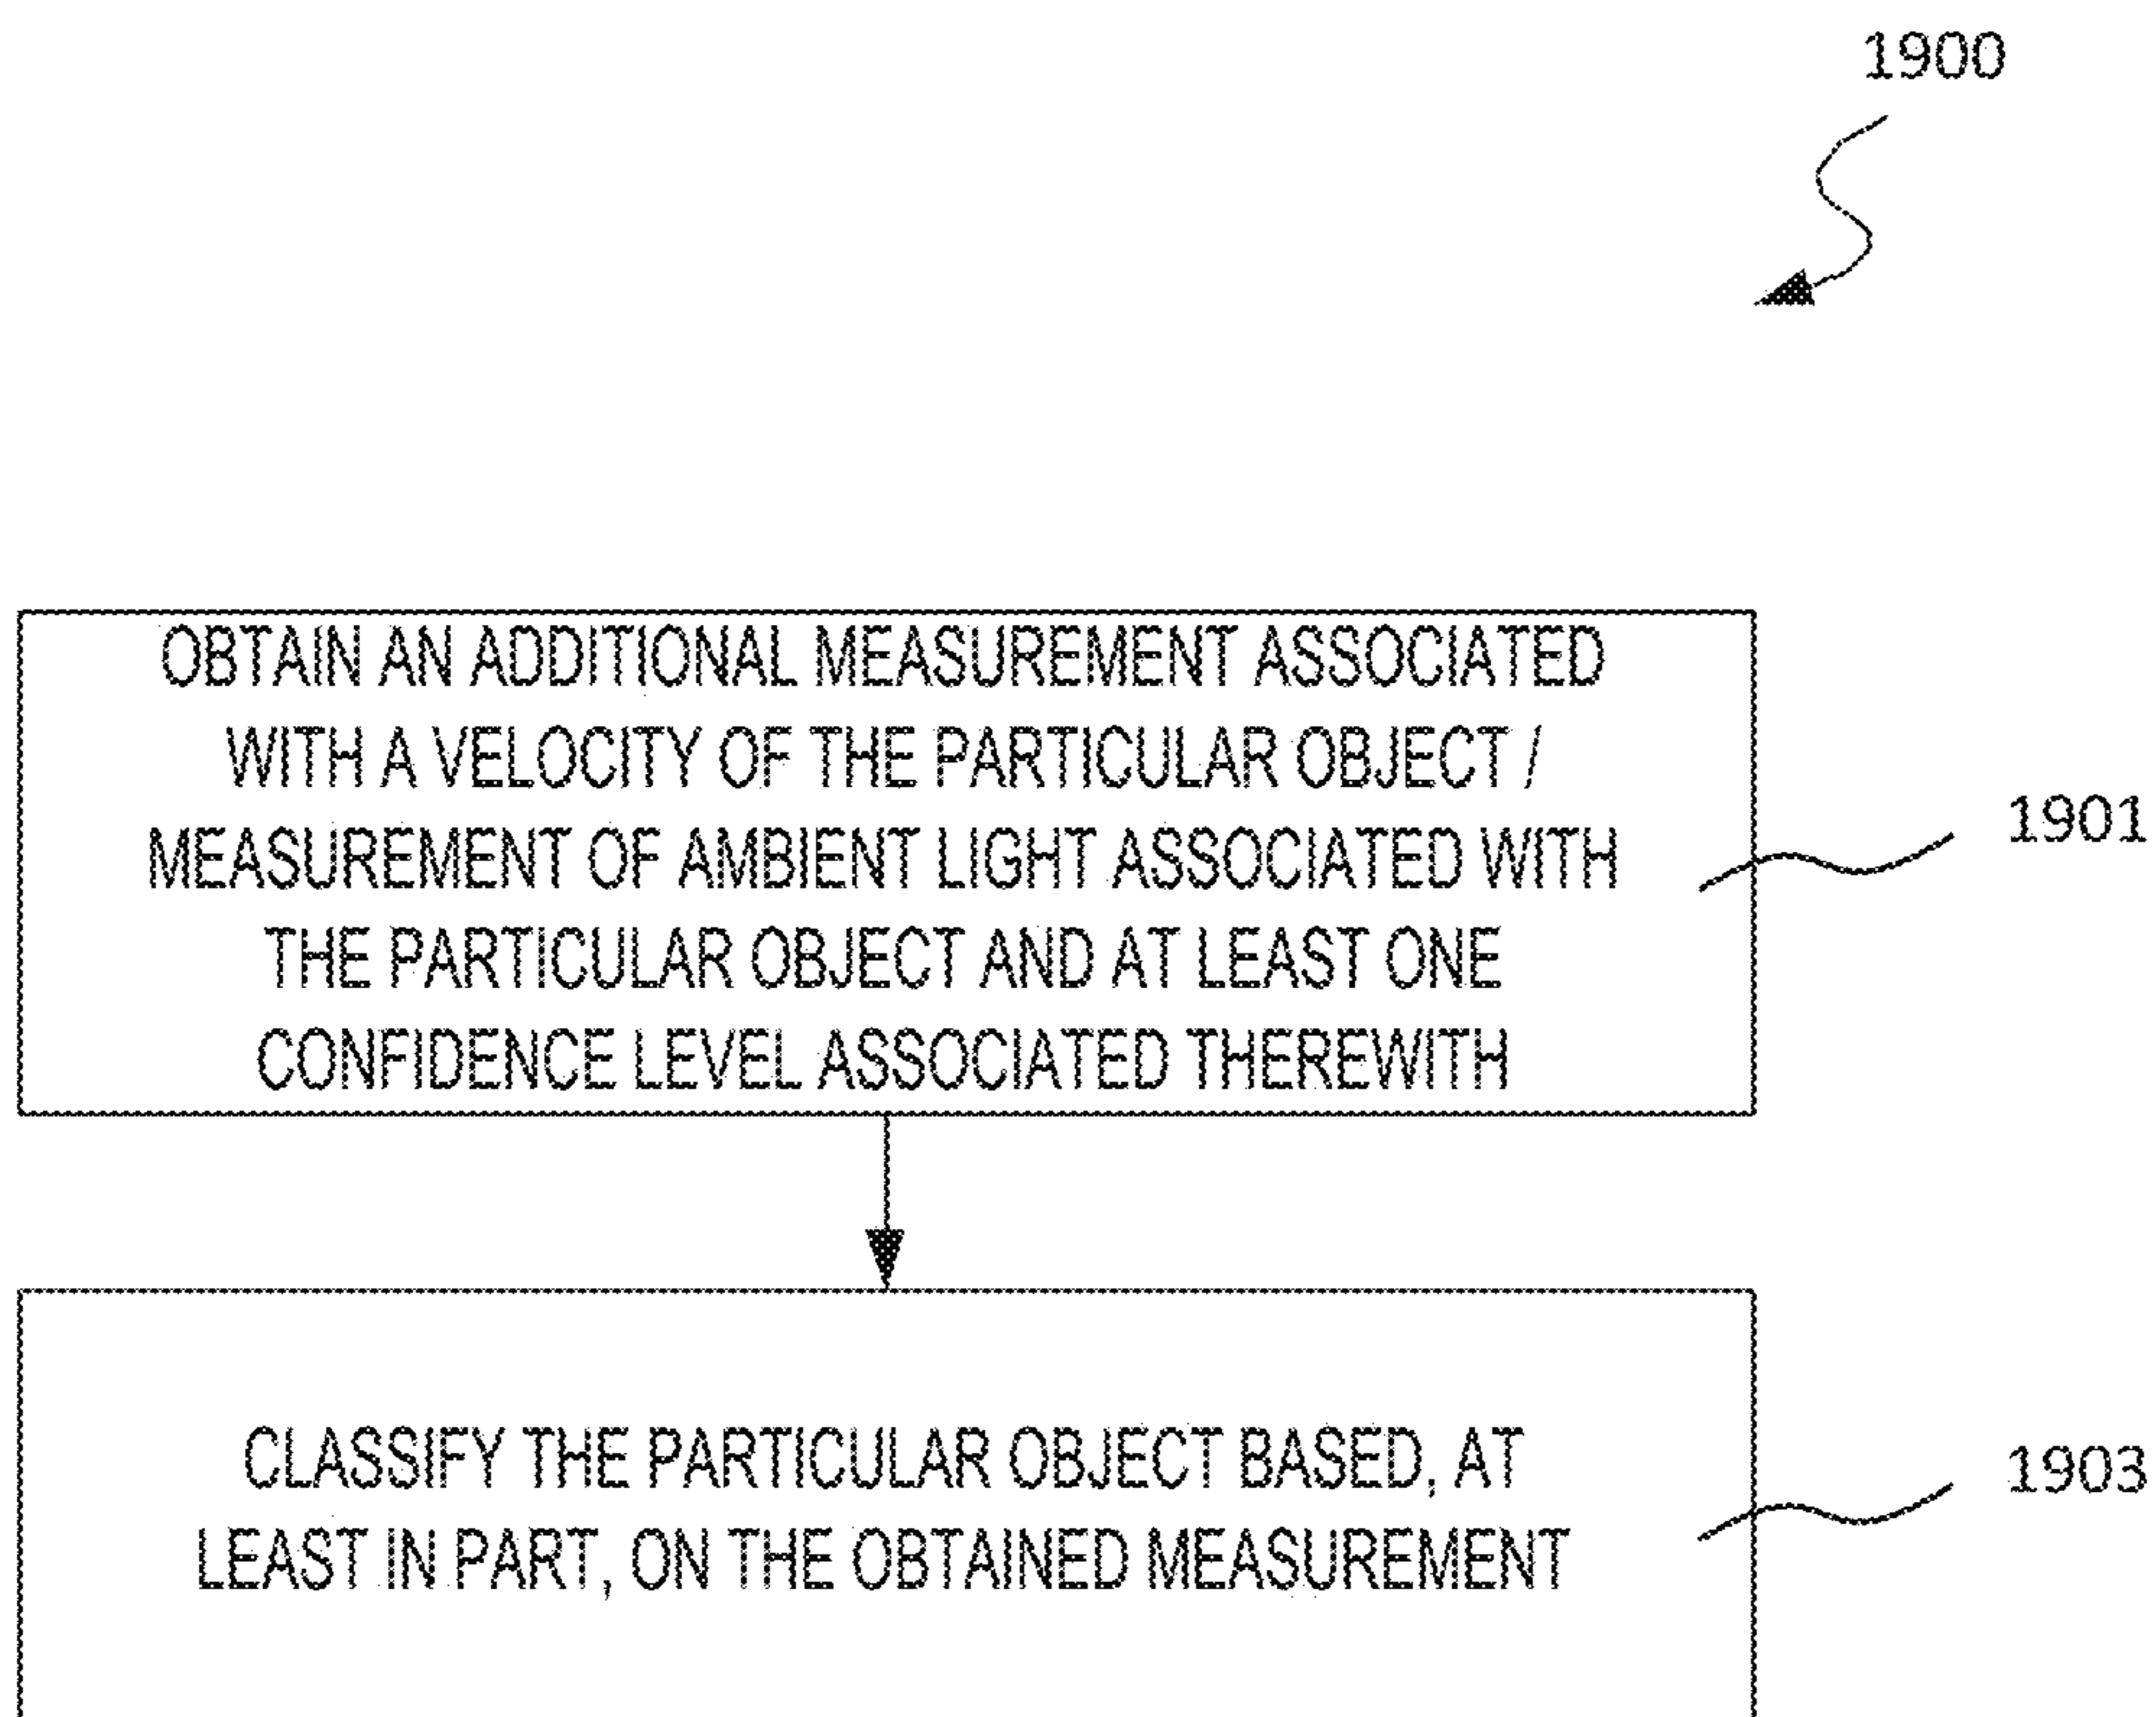 1900
OBTAIN AN ADDITIONAL MEASUREMENT ASSOCIATED
WITH A VELOCITY OF THE PARTICULAR OBJECT /
MEASUREMENT OF AMBIENT LIGHT ASSOCIATED WITH
THE PARTICULAR OBJECT AND AT LEAST ONE
CONFIDENCE LEVEL ASSOCIATED THEREWITH
1901
CLASSIFY THE PARTICULAR OBJECT BASED, AT
LEAST IN PART, ON THE OBTAINED MEASUREMENT
1903